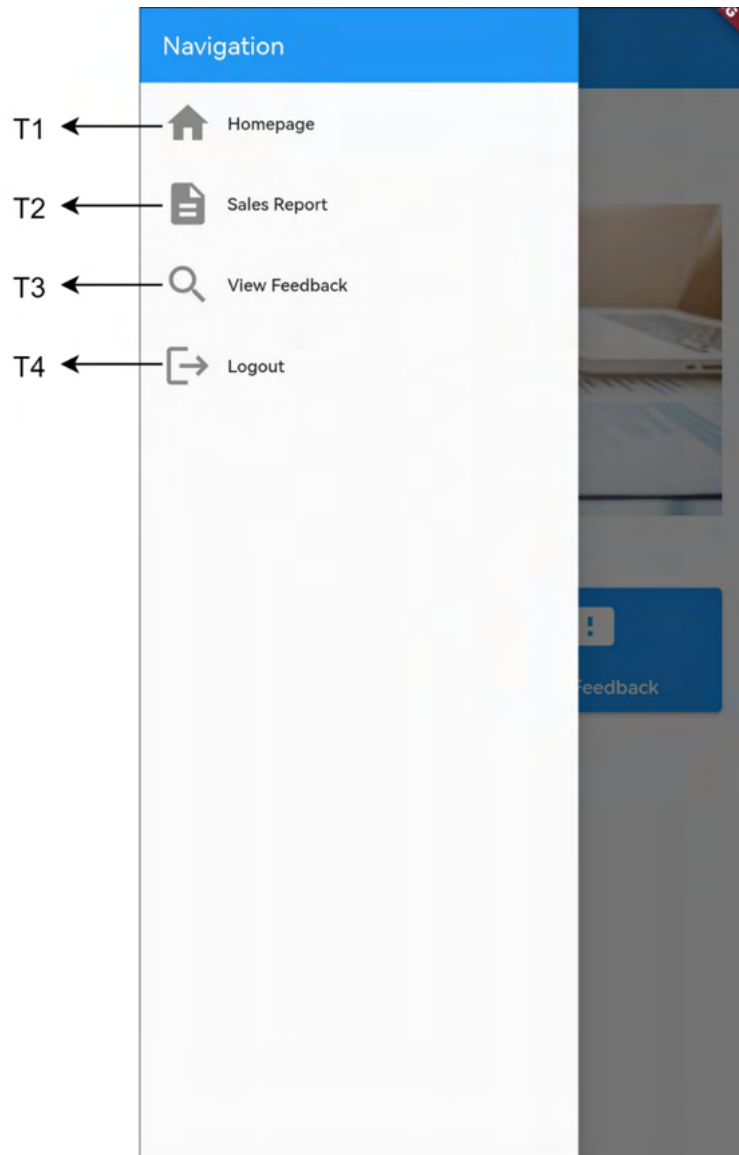 Navigation
T1 Homepage
T2 Sales Report
T3 View Feedback
T4 Logout
Feedback